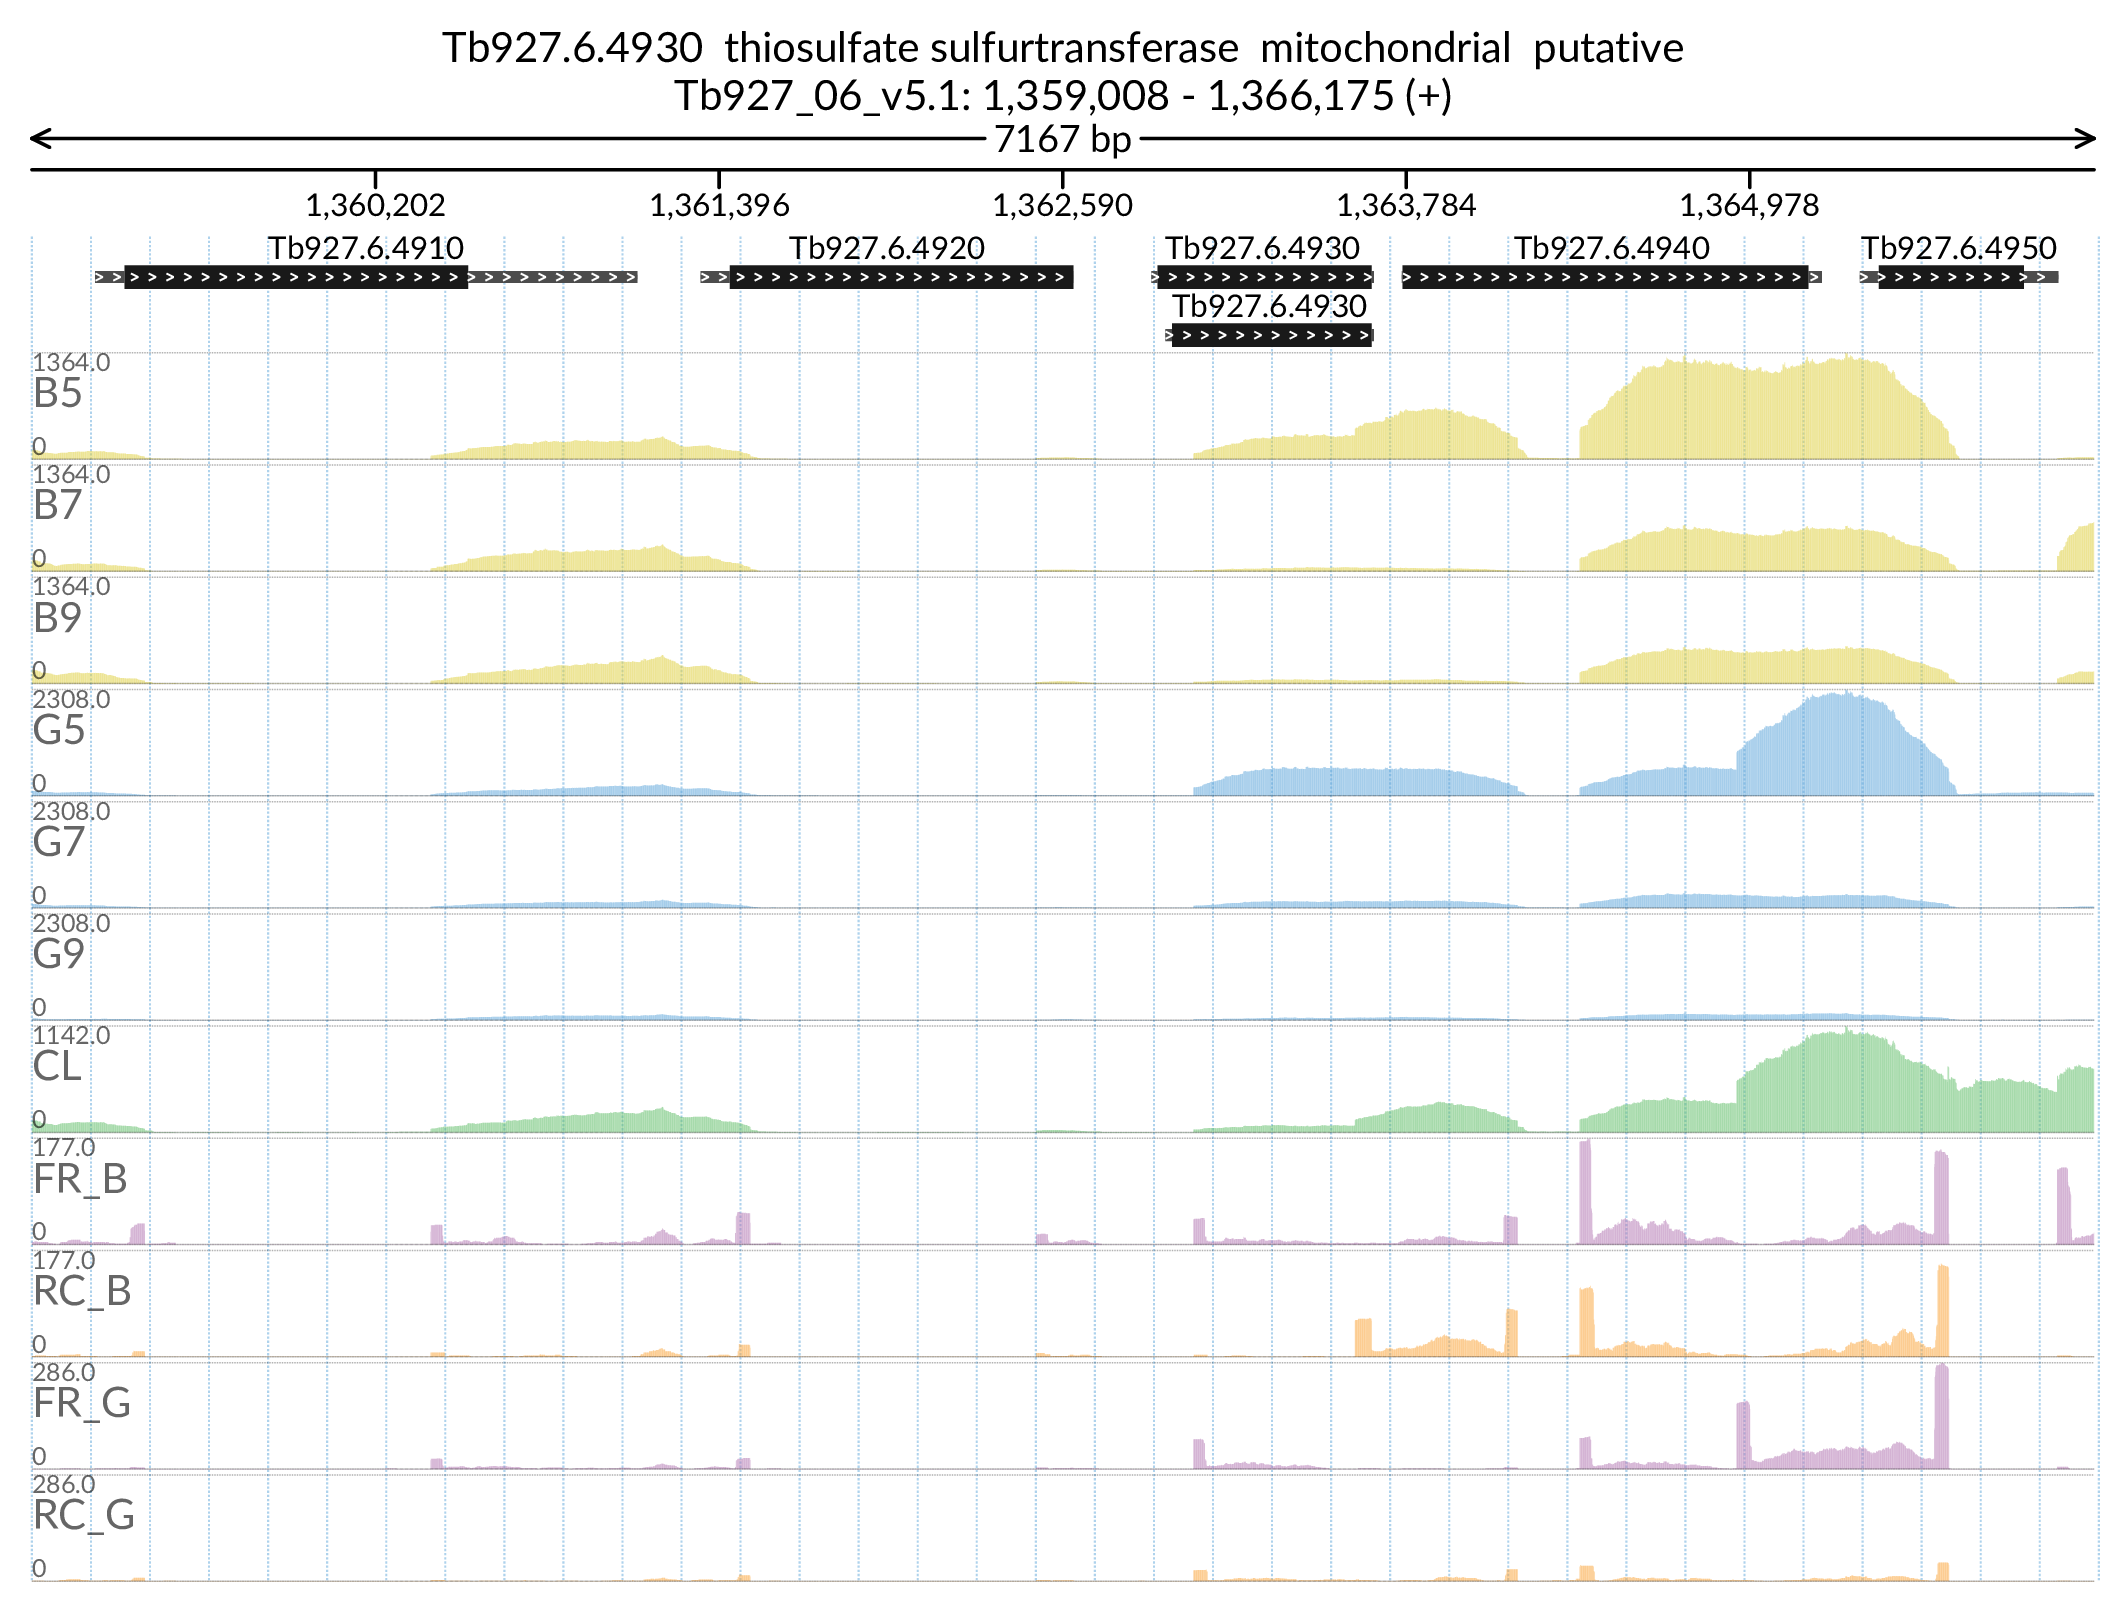 Tb927.6.4930 thiosulfate sulfurtransferase mitochondrial putative
Tb927_06_v5.1: 1,359,008 - 1,366,175 (+)
7167 bp
1,360,202 1,361,396 1,362,590 1,363,784 1,364,978
Tb927.6.4910 Tb927.6.4920 Tb927.6.4930 Tb927.6.4940 Tb927.6.4950
Tb927.6.4930
1364.0
B5
0
1364.0
B7
0
1364.0
B9
0
2308.0
G5
0
2308.0
G7
0
2308.0
G9
0
1142.0
CL
0
177.0
FR_B
0
177.0
RC_B
0
286.0
FR_G
0
286.0
RC_G
0